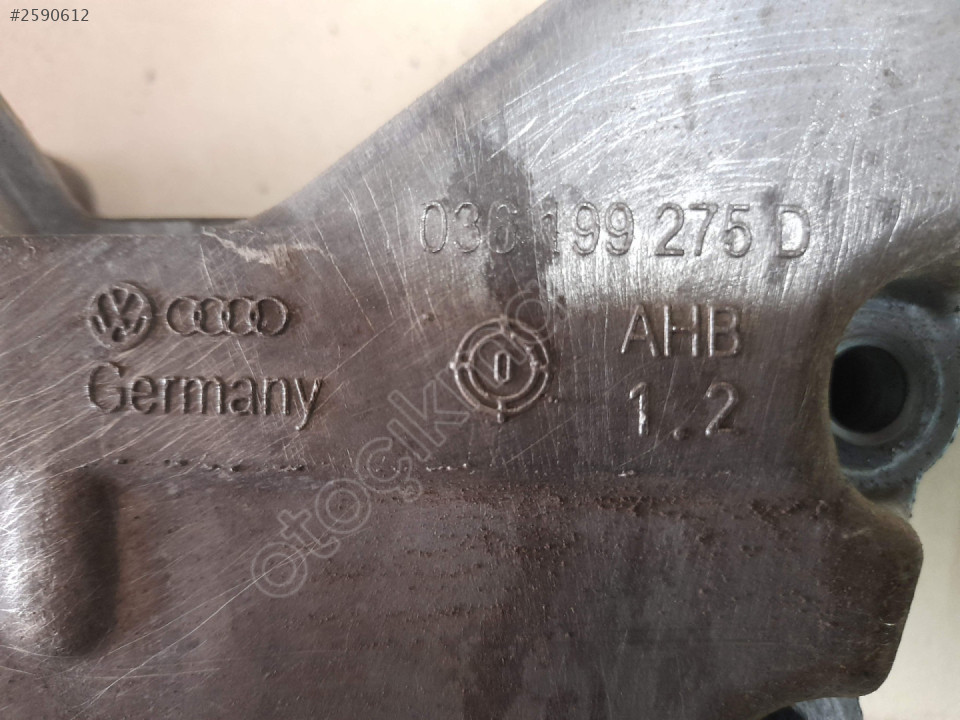 #2590612
036 199 275 D
AHB
Germany
1.2
otoçıkma